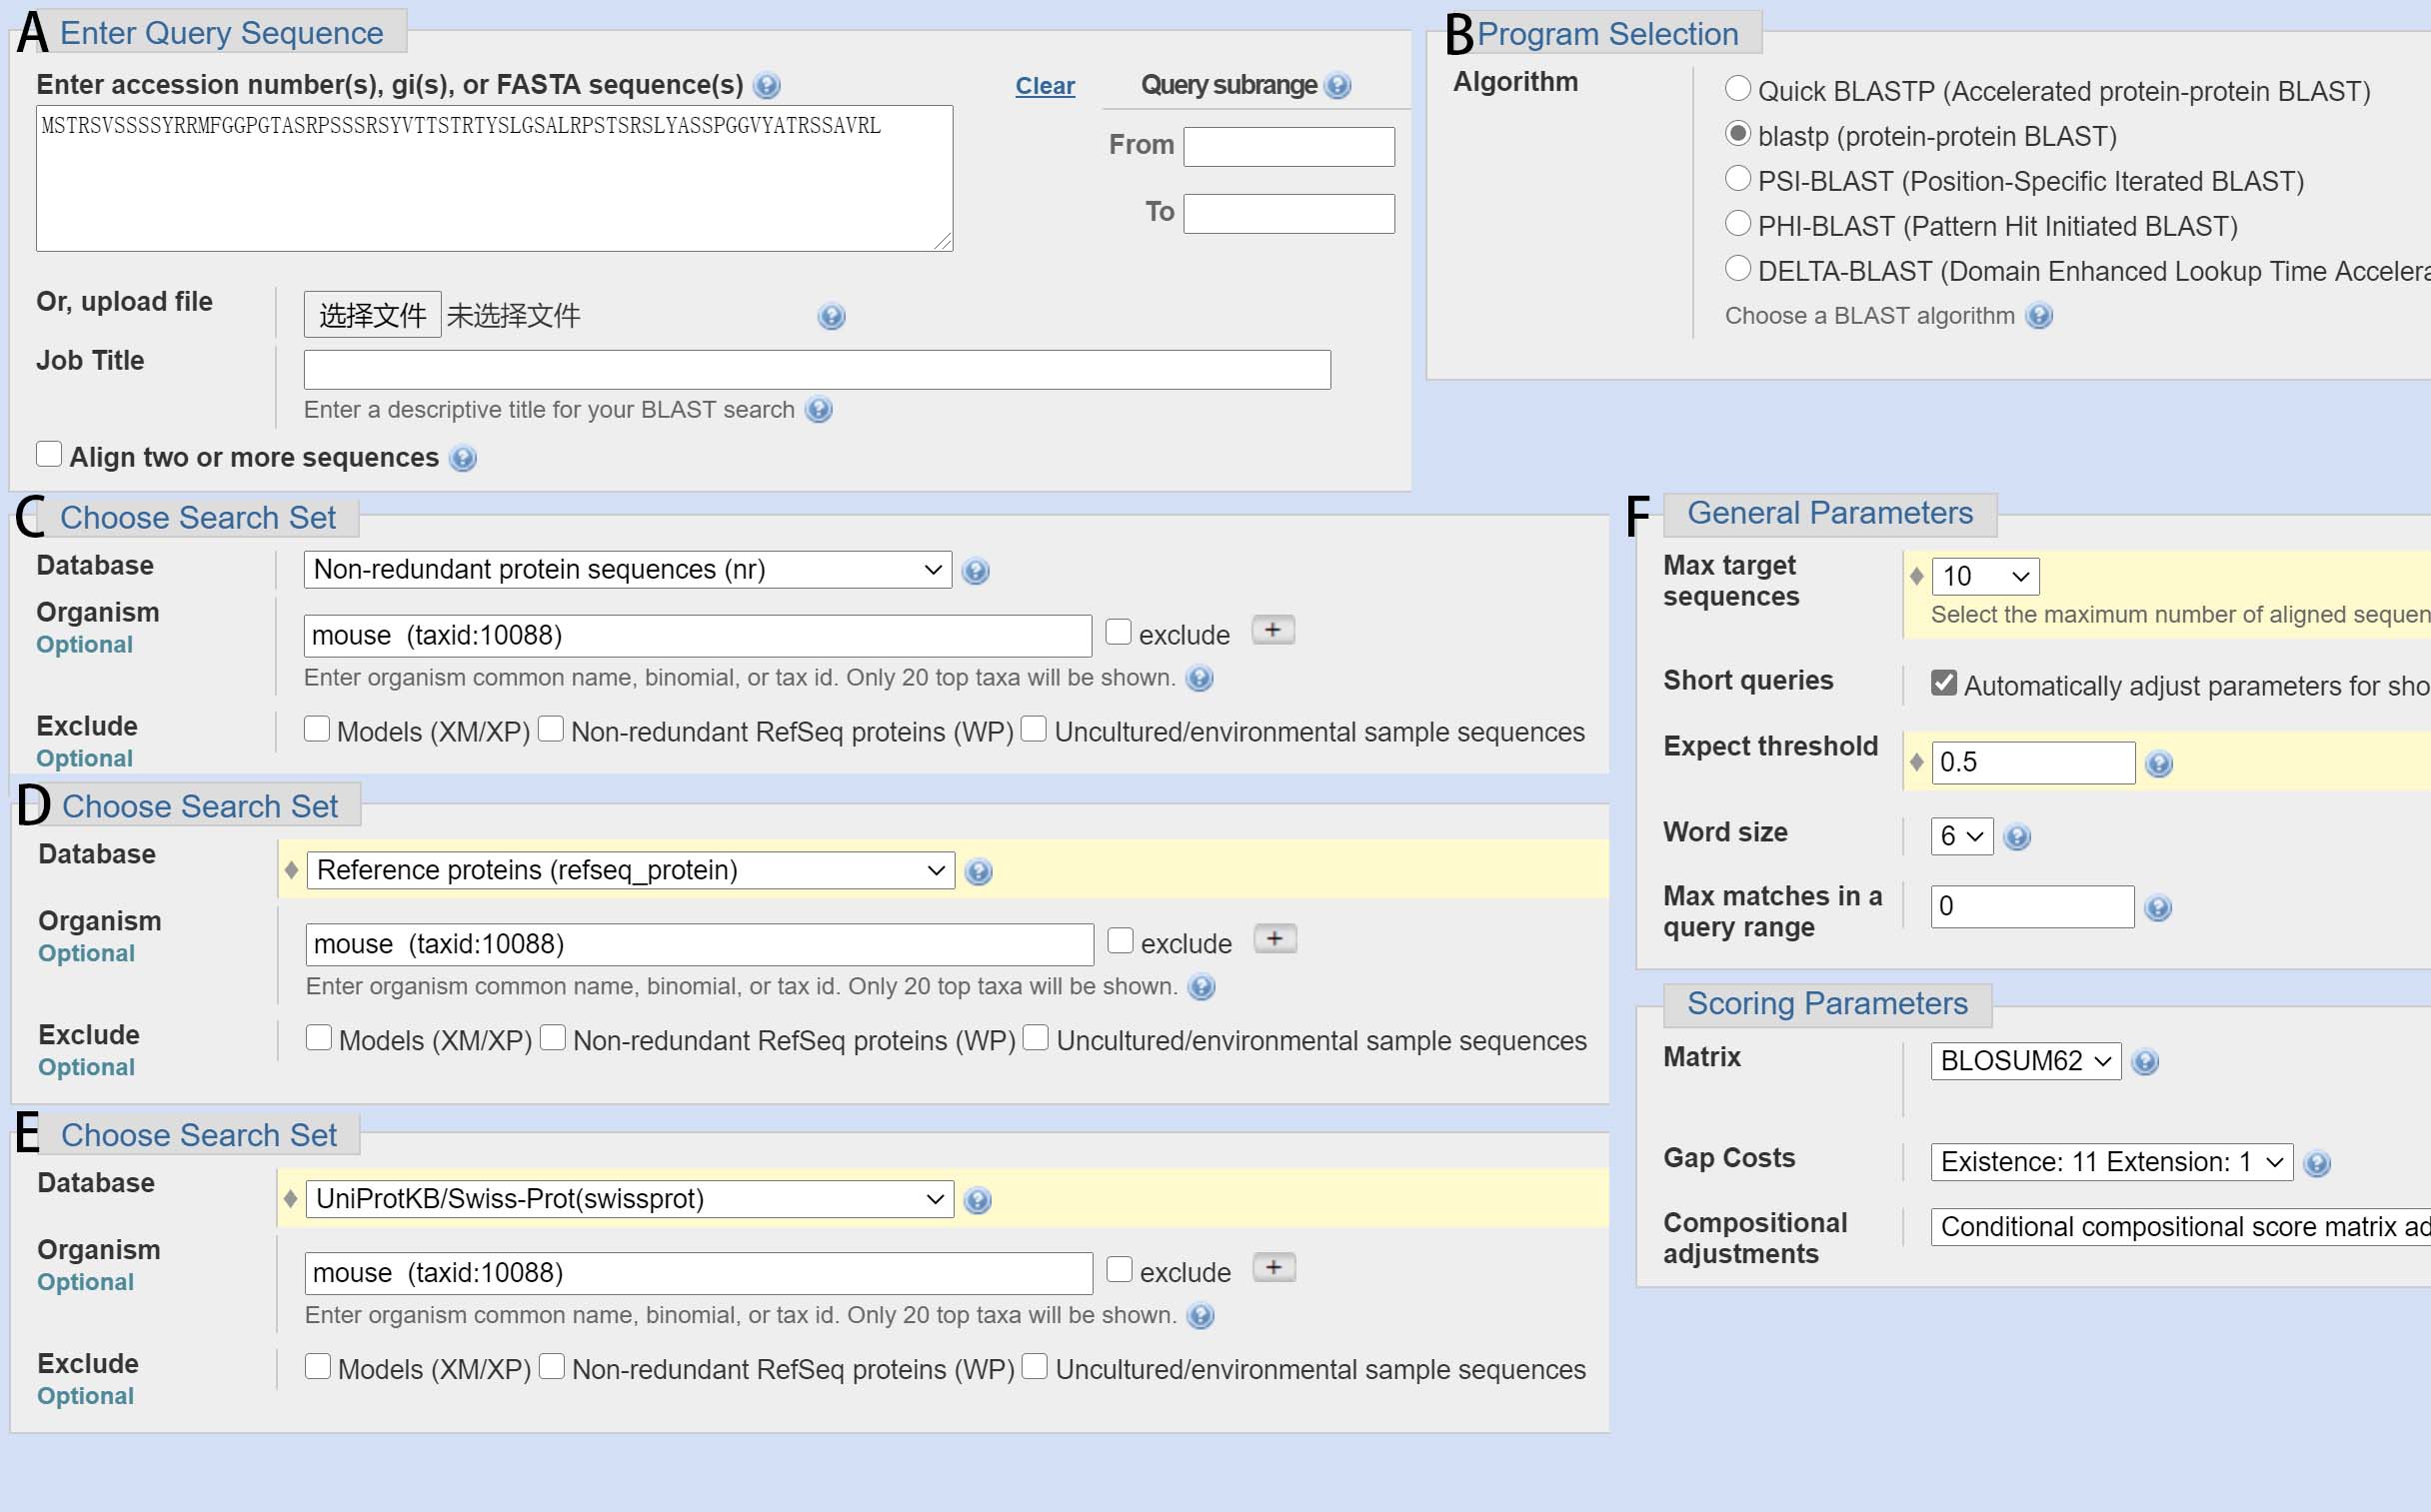 A Enter Query Sequence
Enter accession number(s), gi(s), or FASTA sequence(s)
Clear
Query subrange
MSTRSVSSSSYRRMFGGPGTASRPSSSRSYVTTSTRTYSLGSALRPSTSRSLYASSPGGVYATRSSAVRL
From
To
Or, upload file
选择文件 未选择文件
Job Title
Enter a descriptive title for your BLAST search
Align two or more sequences
B Program Selection
Algorithm
Quick BLASTP (Accelerated protein-protein BLAST)
blastp (protein-protein BLAST)
PSI-BLAST (Position-Specific Iterated BLAST)
PHI-BLAST (Pattern Hit Initiated BLAST)
DELTA-BLAST (Domain Enhanced Lookup Time Accelera
Choose a BLAST algorithm
C Choose Search Set
Database
Non-redundant protein sequences (nr)
Organism
Optional
mouse (taxid:10088)
exclude
+
Enter organism common name, binomial, or tax id. Only 20 top taxa will be shown.
Exclude
Optional
Models (XM/XP) Non-redundant RefSeq proteins (WP) Uncultured/environmental sample sequences
D Choose Search Set
Database
Reference proteins (refseq_protein)
Organism
Optional
mouse (taxid:10088)
exclude
+
Enter organism common name, binomial, or tax id. Only 20 top taxa will be shown.
Exclude
Optional
Models (XM/XP) Non-redundant RefSeq proteins (WP) Uncultured/environmental sample sequences
E Choose Search Set
Database
UniProtKB/Swiss-Prot(swissprot)
Organism
Optional
mouse (taxid:10088)
exclude
+
Enter organism common name, binomial, or tax id. Only 20 top taxa will be shown.
Exclude
Optional
Models (XM/XP) Non-redundant RefSeq proteins (WP) Uncultured/environmental sample sequences
F General Parameters
Max target
sequences
10
Select the maximum number of aligned sequen
Short queries
Automatically adjust parameters for sho
Expect threshold
0.5
Word size
6
Max matches in a
query range
0
Scoring Parameters
Matrix
BLOSUM62
Gap Costs
Existence: 11 Extension: 1
Compositional
adjustments
Conditional compositional score matrix ad